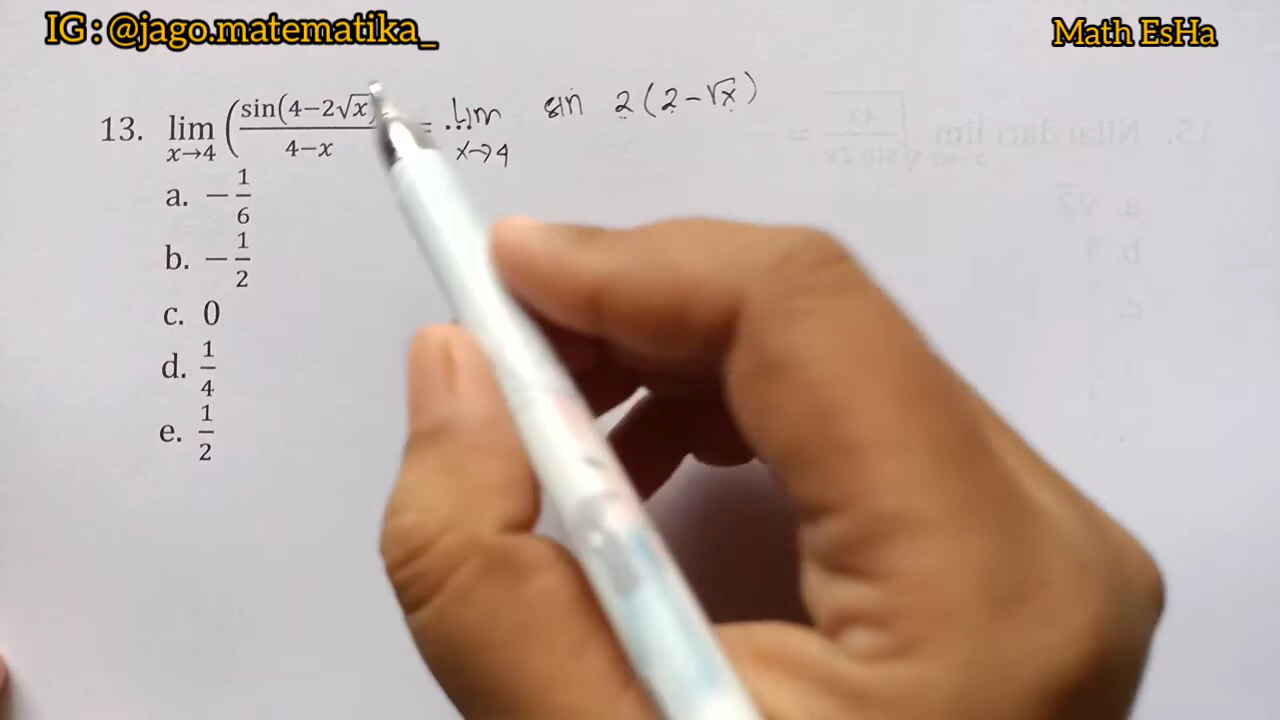 IG : @jago.matematika_
Math EsHa
13. lim x→4 (sin(4−2√x) / 4−x = ... lim x→4 sin 2(2−√x)
a. −1/6
b. −1/2
c. 0
d. 1/4
e. 1/2